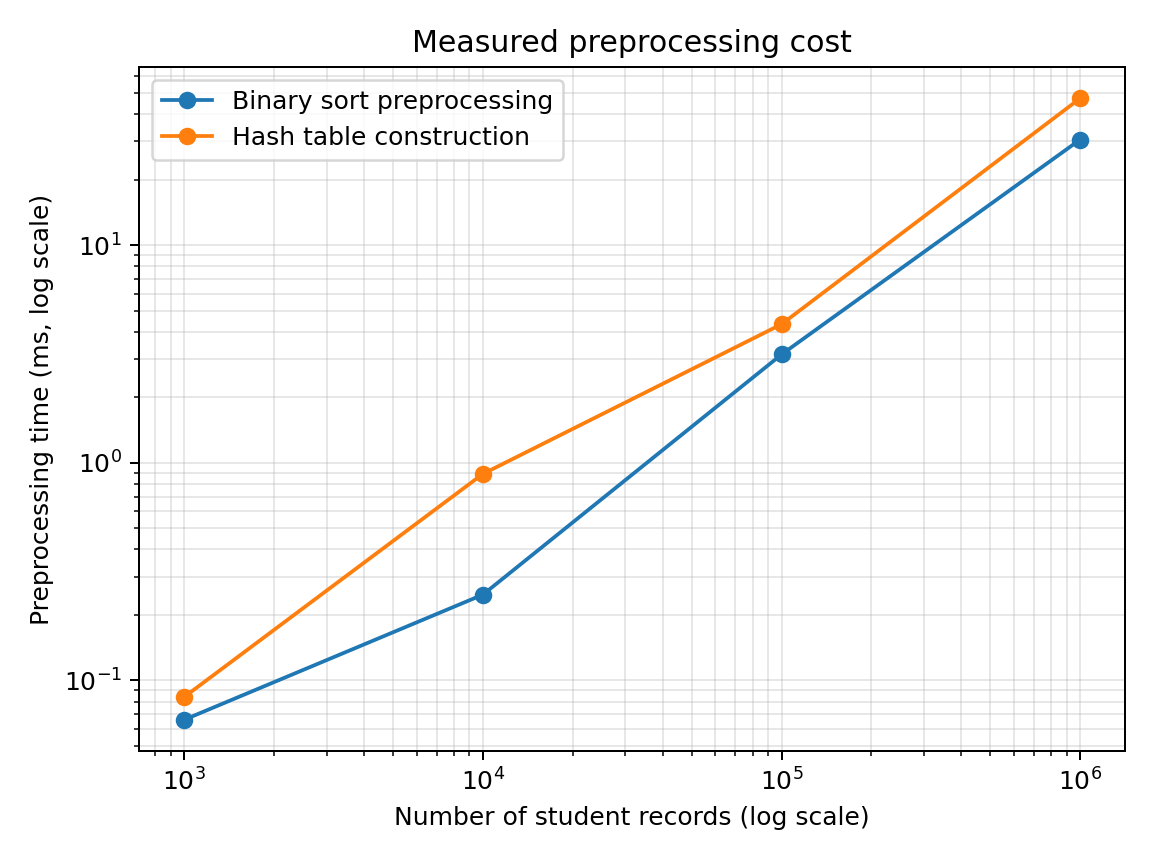 Measured preprocessing cost
Binary sort preprocessing
Hash table construction
Preprocessing time (ms, log scale)
10¹
10⁰
10⁻¹
10³ 10⁴ 10⁵ 10⁶
Number of student records (log scale)